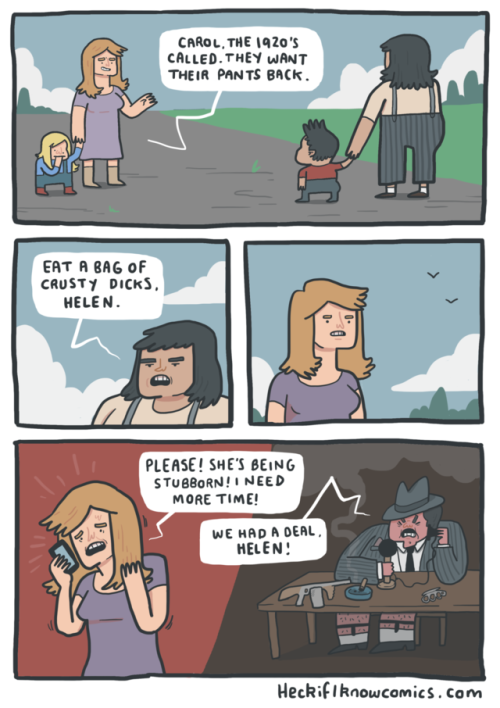 CAROL, THE 1920'S
CALLED. THEY WANT
THEIR PANTS BACK.
EAT A BAG OF
CRUSTY DICKS,
HELEN.
PLEASE! SHE'S BEING
STUBBORN! I NEED
MORE TIME!
WE HAD A DEAL,
HELEN!
HeckifIknowcomics.com